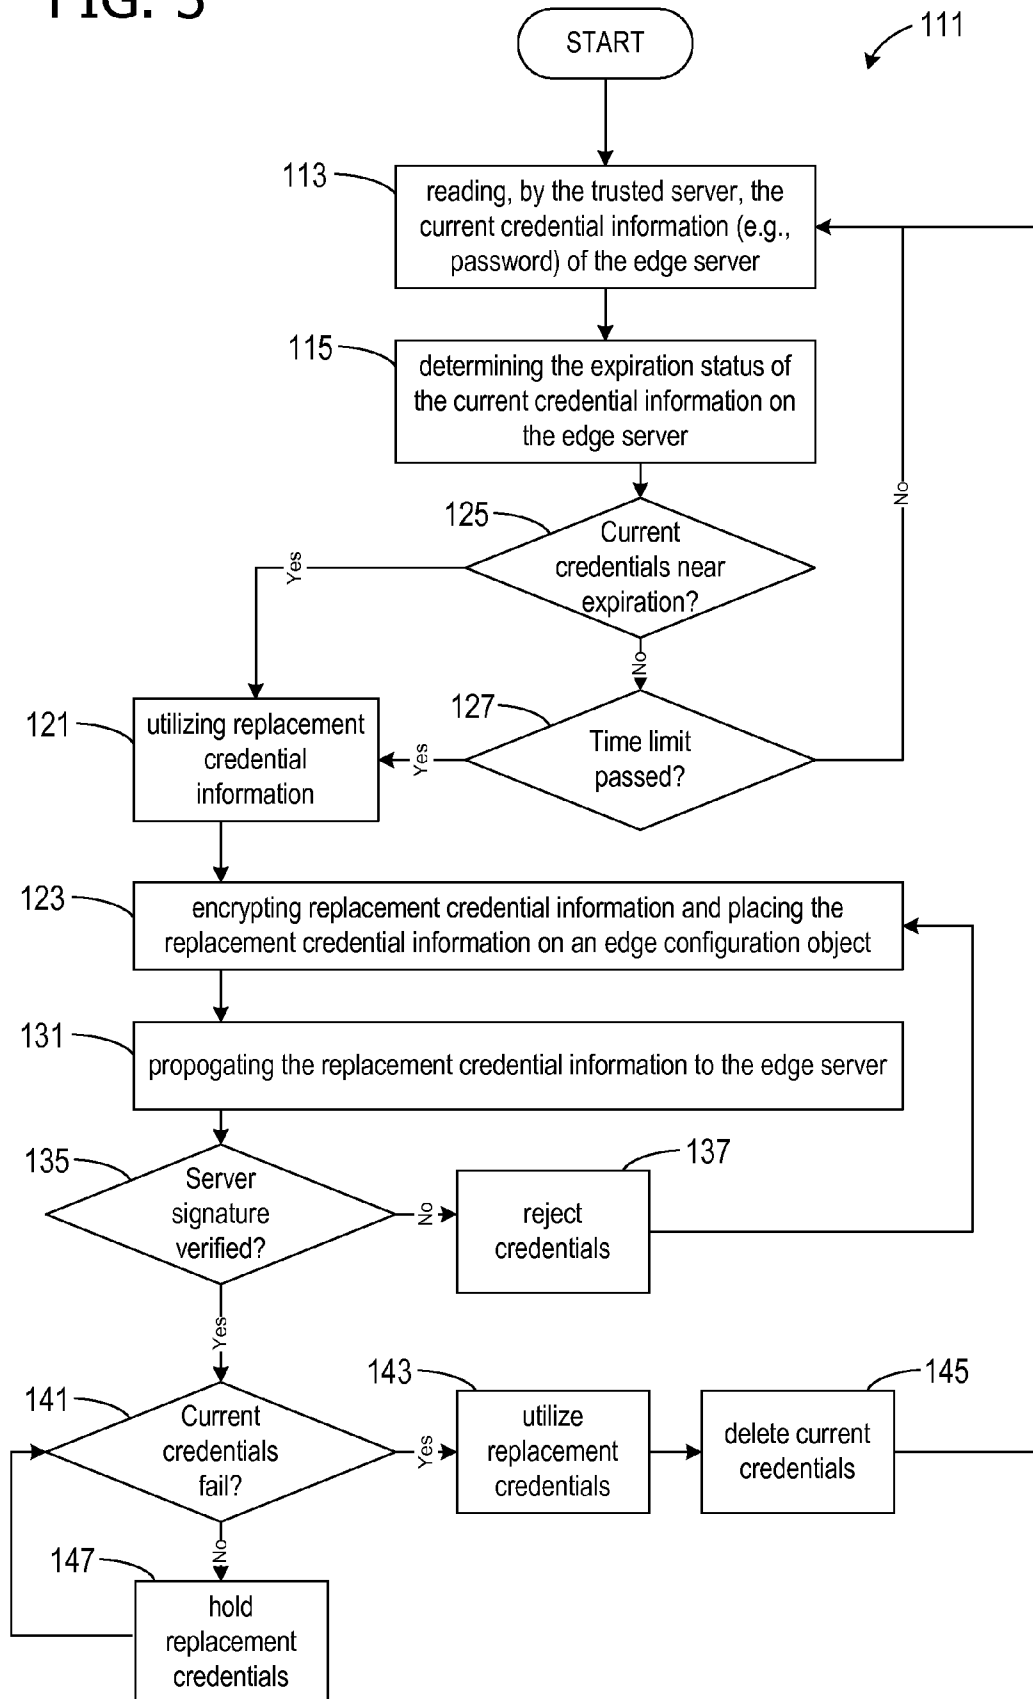 FIG. 3
START
111
113
reading, by the trusted server, the
current credential information (e.g.,
password) of the edge server
115
determining the expiration status of
the current credential information on
the edge server
125
Current
credentials near
expiration?
Yes
No
No
121
utilizing replacement
credential
information
127
Time limit
passed?
Yes
123
encrypting replacement credential information and placing the
replacement credential information on an edge configuration object
131
propogating the replacement credential information to the edge server
135
Server
signature
verified?
No
137
reject
credentials
Yes
141
Current
credentials
fail?
Yes
143
utilize
replacement
credentials
145
delete current
credentials
No
147
hold
replacement
credentials